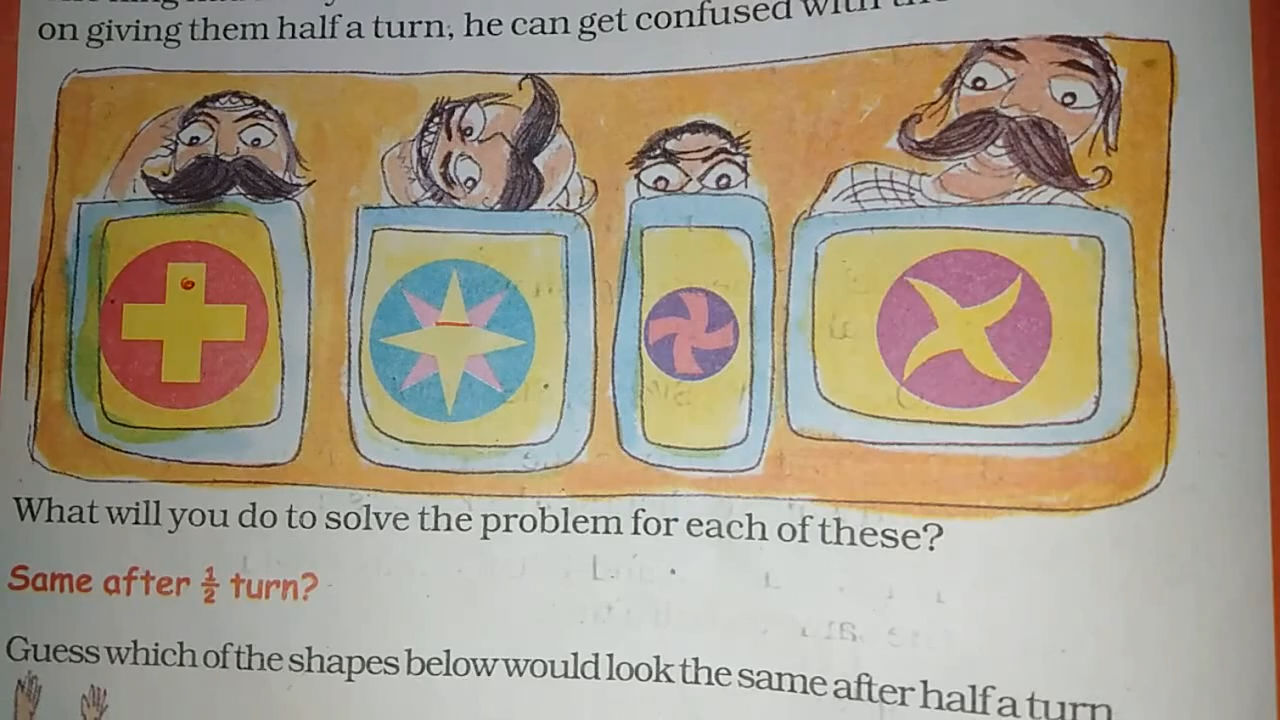 on giving them half a turn, he can get confused with
What will you do to solve the problem for each of these?
Same after 1/2 turn?
Guess which of the shapes below would look the same after half a turn